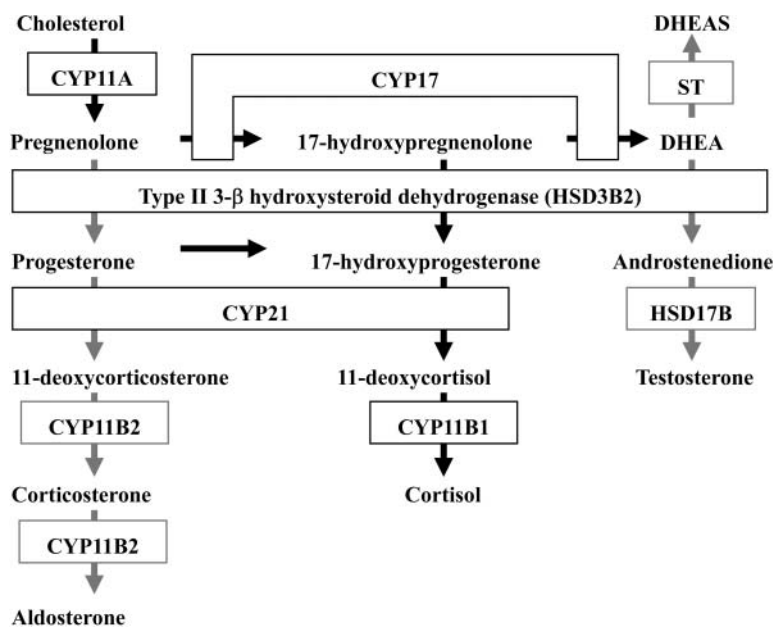 Cholesterol
DHEAS
CYP11A
CYP17
ST
Pregnenolone
17-hydroxypregnenolone
DHEA
Type II 3-β hydroxysteroid dehydrogenase (HSD3B2)
Progesterone
17-hydroxyprogesterone
Androstenedione
CYP21
HSD17B
11-deoxycorticosterone
11-deoxycortisol
Testosterone
CYP11B2
CYP11B1
Corticosterone
Cortisol
CYP11B2
Aldosterone